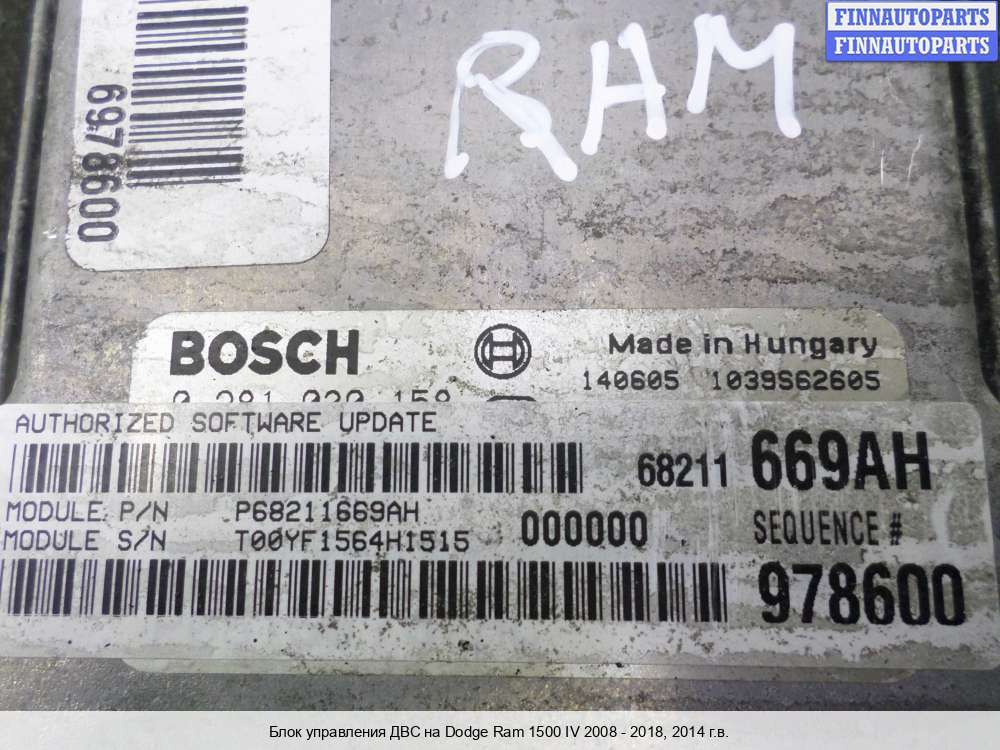 FINNAUTOPARTS
FINNAUTOPARTS
RAM
6978600
BOSCH
Made in Hungary
140605 1039S62605
AUTHORIZED SOFTWARE UPDATE
68211 669AH
MODULE P/N P68211669AH
000000 SEQUENCE #
MODULE S/N T00YF1564H1515
978600
Блок управления ДВС на Dodge Ram 1500 IV 2008 - 2018, 2014 г.в.